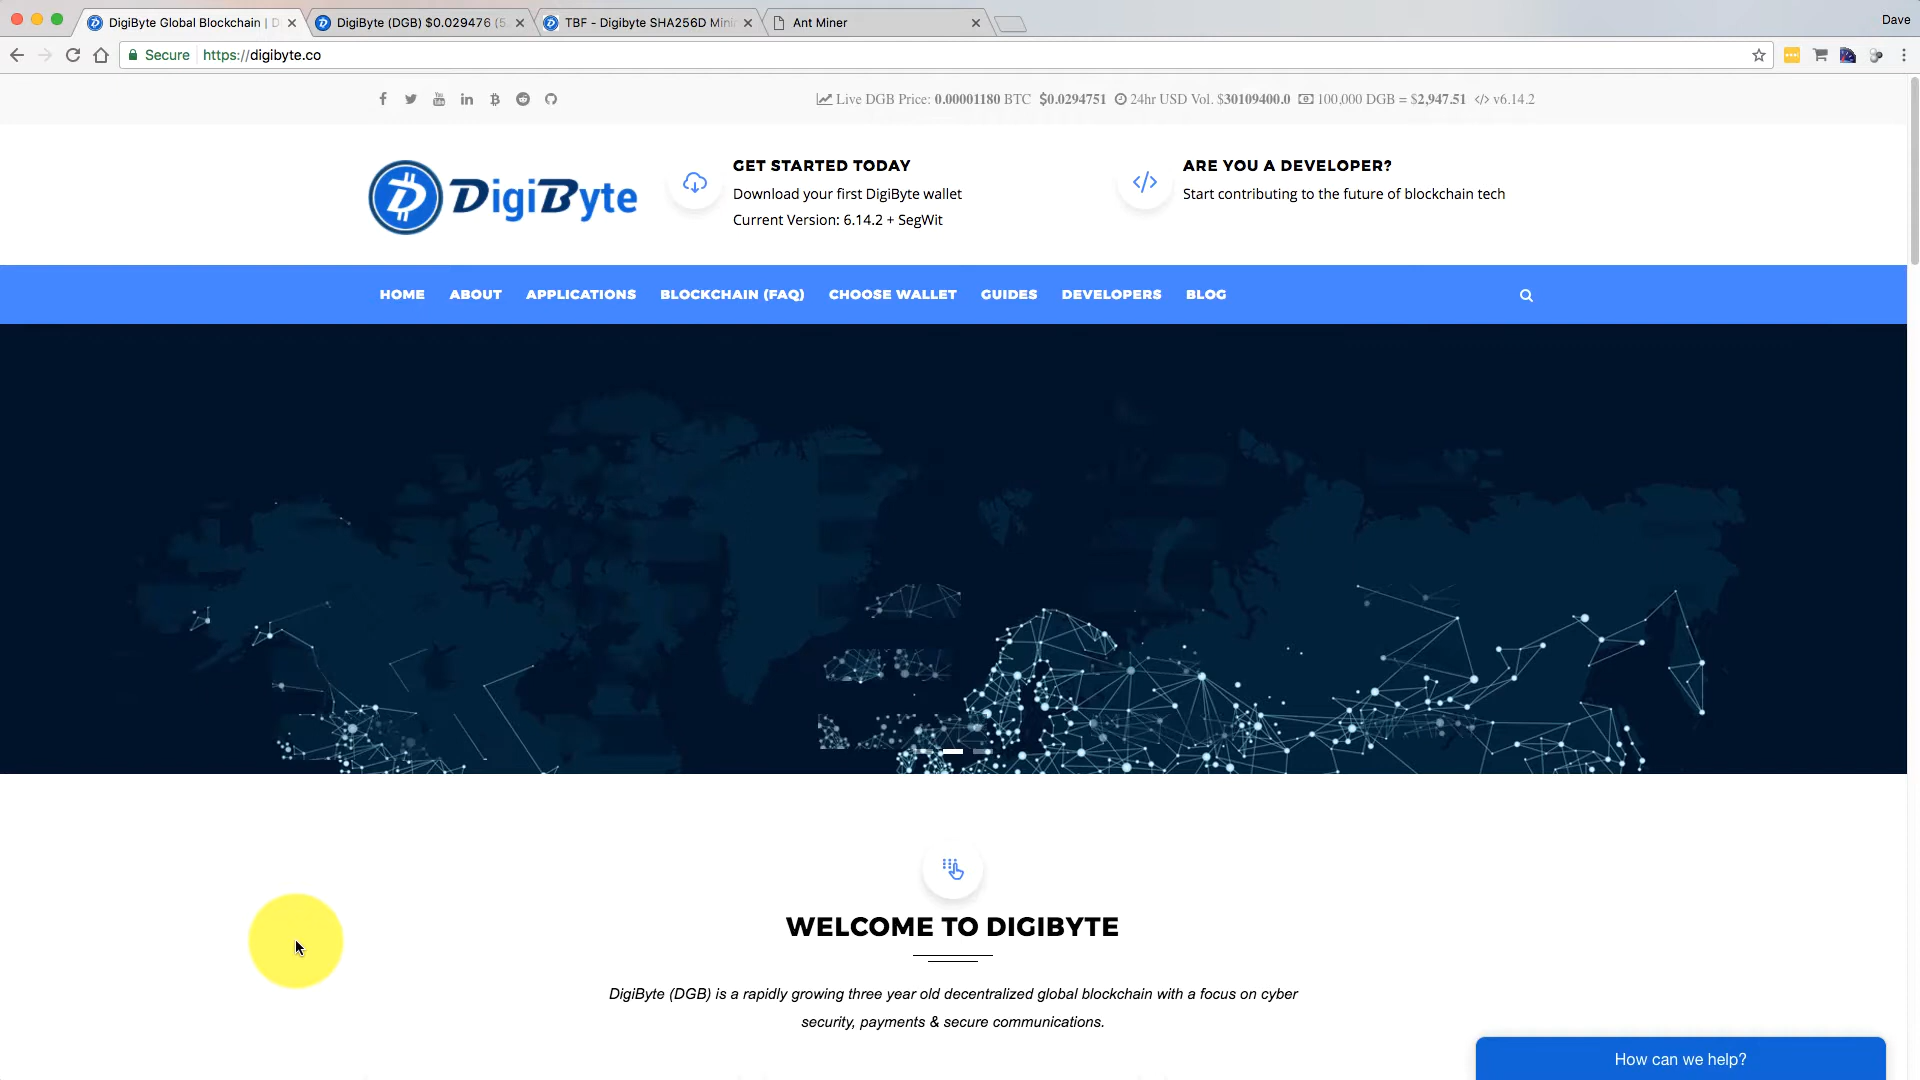 DigiByte Global Blockchain | D
DigiByte (DGB) $0.029476 (5.
TBF - Digibyte SHA256D Mini
Ant Miner
Dave
Secure
https://digibyte.co
Live DGB Price: 0.00001180 BTC $0.0294751 24hr USD Vol. $30109400.0 100,000 DGB = $2,947.51 </> v6.14.2
DigiByte
GET STARTED TODAY
Download your first DigiByte wallet
Current Version: 6.14.2 + SegWit
ARE YOU A DEVELOPER?
Start contributing to the future of blockchain tech
HOME ABOUT APPLICATIONS BLOCKCHAIN (FAQ) CHOOSE WALLET GUIDES DEVELOPERS BLOG
WELCOME TO DIGIBYTE
DigiByte (DGB) is a rapidly growing three year old decentralized global blockchain with a focus on cyber
security, payments & secure communications.
How can we help?